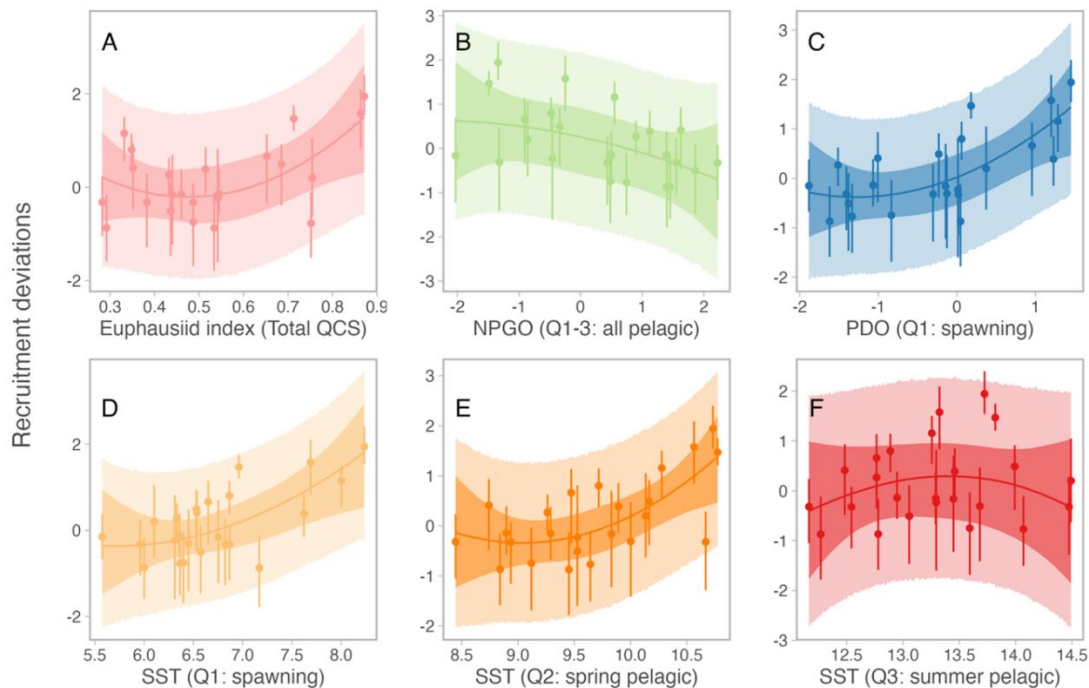 Recruitment deviations
A
2
0
-2
0.3 0.4 0.5 0.6 0.7 0.8 0.9
Euphausiid index (Total QCS)
B
3
2
1
0
-1
-2
-3
-2 -1 0 1 2
NPGO (Q1-3: all pelagic)
C
3
2
1
0
-1
-2
-2 -1 0 1
PDO (Q1: spawning)
D
2
0
-2
5.5 6.0 6.5 7.0 7.5 8.0
SST (Q1: spawning)
E
3
2
1
0
-1
-2
8.5 9.0 9.5 10.0 10.5
SST (Q2: spring pelagic)
F
2
1
0
-1
-2
-3
12.5 13.0 13.5 14.0 14.5
SST (Q3: summer pelagic)